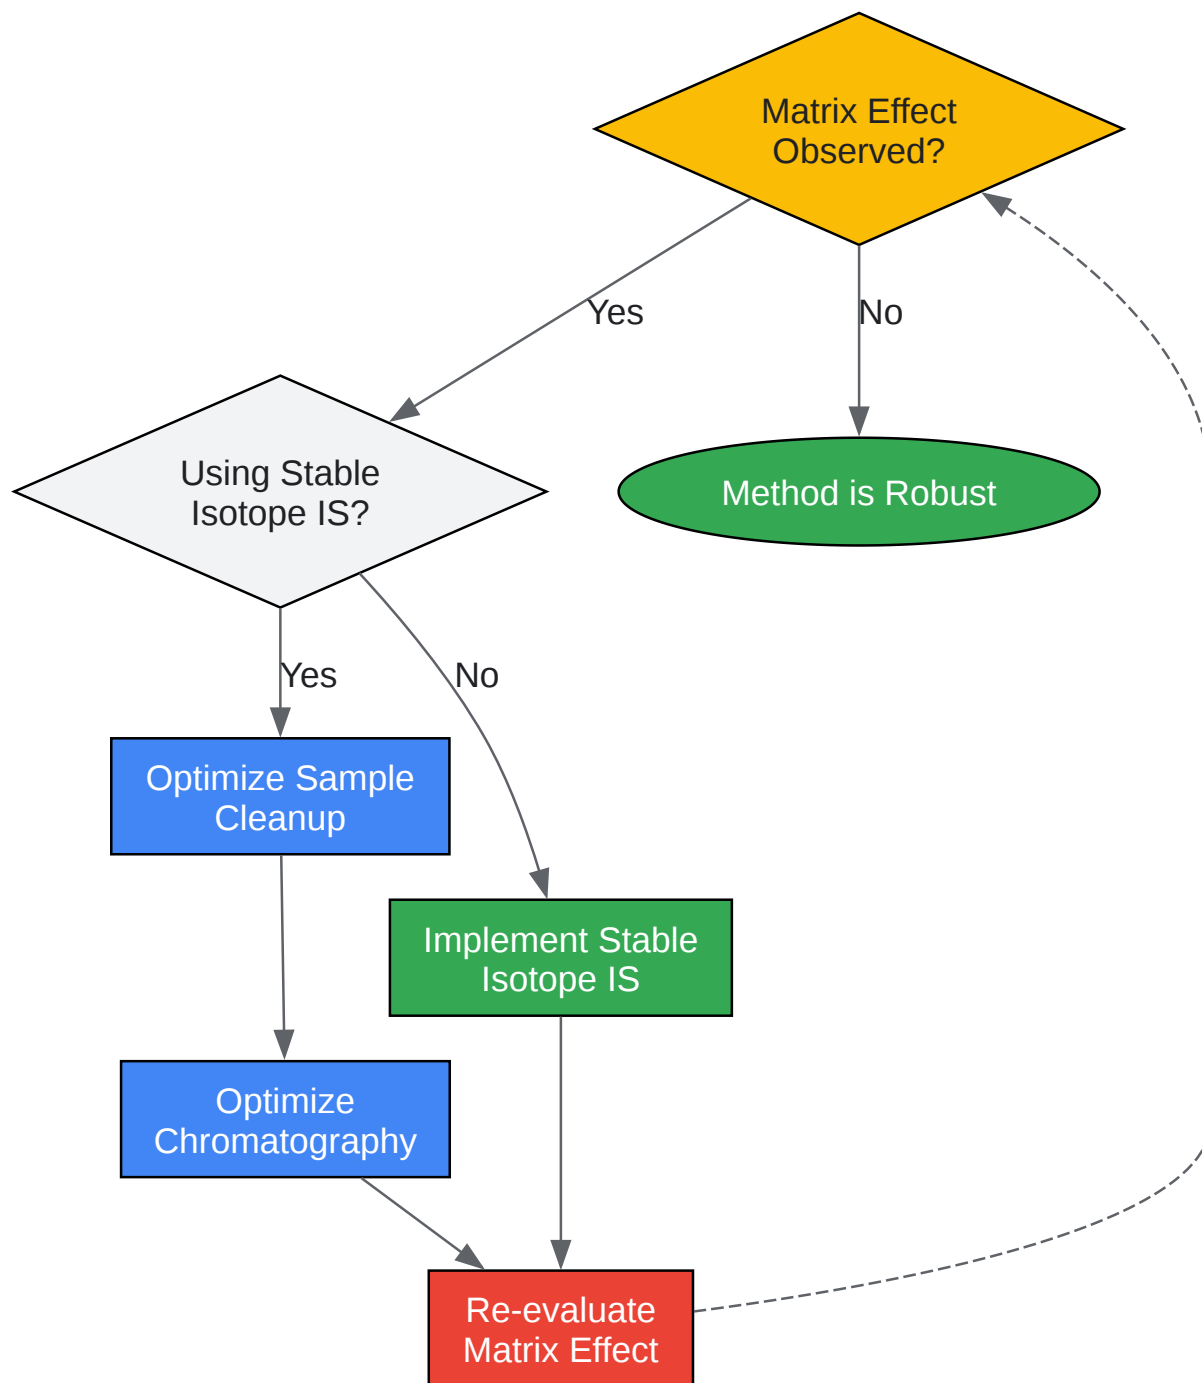 Matrix Effect
Observed?
Yes
No
Using Stable
Isotope IS?
Method is Robust
Yes
No
Optimize Sample
Cleanup
Implement Stable
Isotope IS
Optimize
Chromatography
Re-evaluate
Matrix Effect